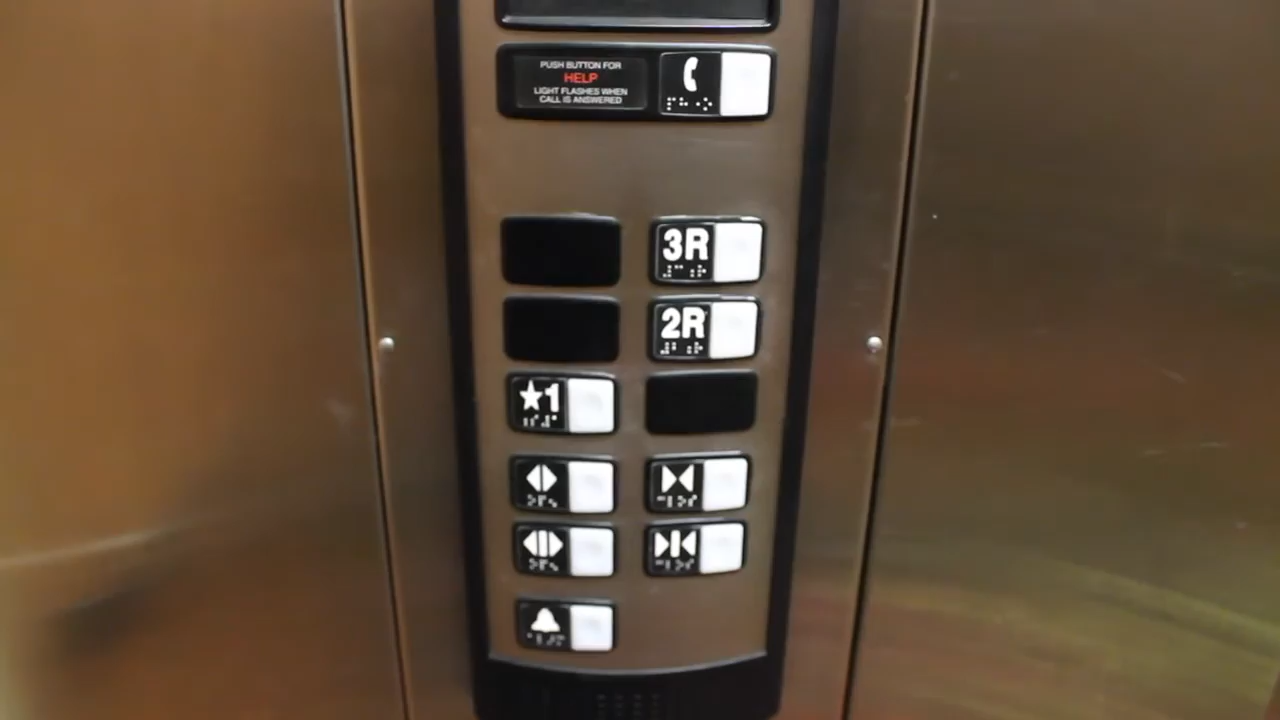 PUSH BUTTON FOR
HELP
LIGHT FLASHES WHEN
CALL IS ANSWERED
3R
2R
★1